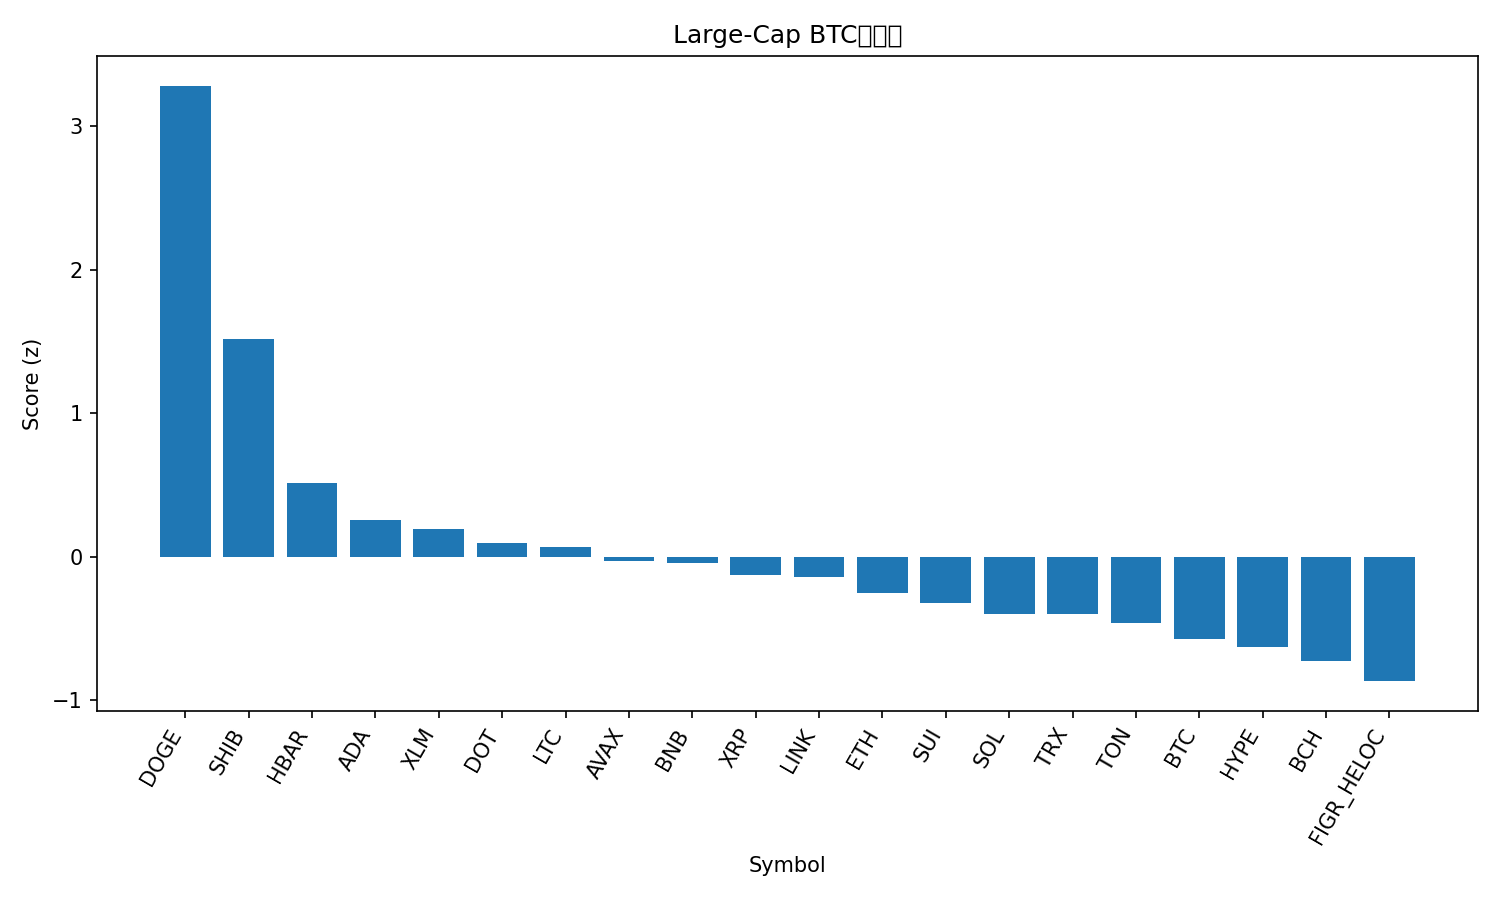 Large-Cap BTC
3
2
1
0
−1
Score (z)
DOGE
SHIB
HBAR
ADA
XLM
DOT
LTC
AVAX
BNB
XRP
LINK
ETH
SUI
SOL
TRX
TON
BTC
HYPE
BCH
FIGR_HELOC
Symbol